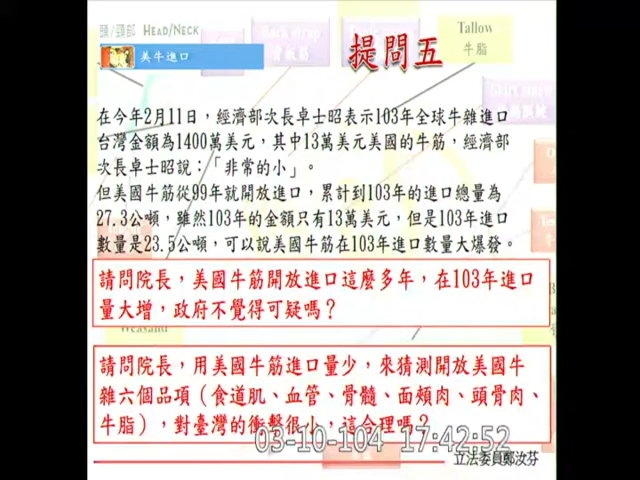 頭/頸部 HEAD/NECK
Tallow
牛脂
美牛進口
提問五
在今年2月11日，經濟部次長卓士昭表示103年全球牛雜進口
台灣金額為1400萬美元，其中13萬美元美國的牛筋，經濟部
次長卓士昭說：「非常的小」。
但美國牛筋從99年就開放進口，累計到103年的進口總量為
27.3公噸，雖然103年的金額只有13萬美元，但是103年進口
數量是23.5公噸，可以說美國牛筋在103年進口數量大爆發。
請問院長，美國牛筋開放進口這麼多年，在103年進口
量大增，政府不覺得可疑嗎？
Weasand
請問院長，用美國牛筋進口量少，來猜測開放美國牛
雜六個品項（食道肌、血管、骨髓、面頰肉、頭骨肉、
牛脂），對臺灣的衝擊很小，這合理嗎？
03-10-104 17:42:52
立法委員鄭汝芬